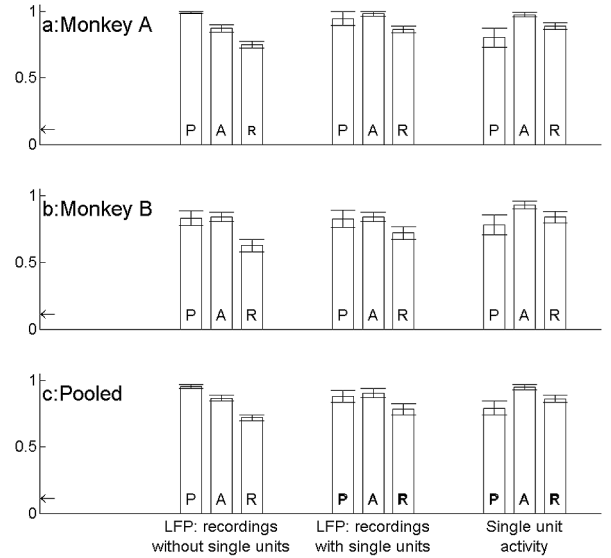 1
a:Monkey A
0.5
P A R P A R P A R
0
1
b:Monkey B
0.5
P A R P A R P A R
0
1
c:Pooled
0.5
P A R P A R P A R
0
LFP: recordings without single units
LFP: recordings with single units
Single unit activity